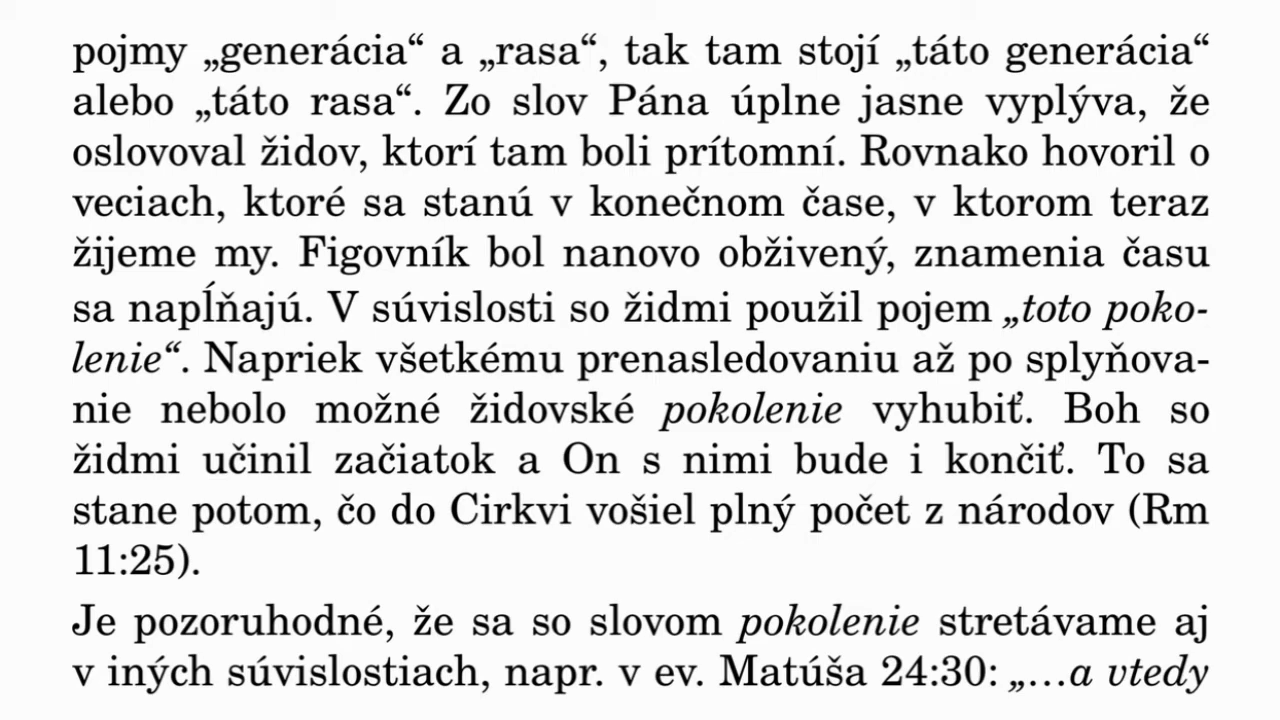 pojmy „generácia“ a „rasa“, tak tam stojí „táto generácia“
alebo „táto rasa“. Zo slov Pána úplne jasne vyplýva, že
oslovoval židov, ktorí tam boli prítomní. Rovnako hovoril o
veciach, ktoré sa stanú v konečnom čase, v ktorom teraz
žijeme my. Figovník bol nanovo obživený, znamenia času
sa napĺňajú. V súvislosti so židmi použil pojem „toto poko-
lenie“. Napriek všetkému prenasledovaniu až po splyňova-
nie nebolo možné židovské pokolenie vyhubiť. Boh so
židmi učinil začiatok a On s nimi bude i končiť. To sa
stane potom, čo do Cirkvi vošiel plný počet z národov (Rm
11:25).
Je pozoruhodné, že sa so slovom pokolenie stretávame aj
v iných súvislostiach, napr. v ev. Matúša 24:30: „…a vtedy